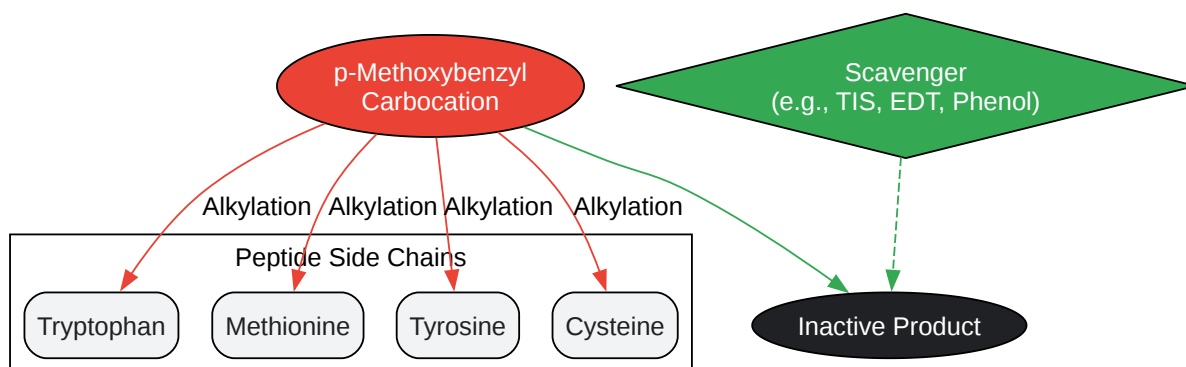 p-Methoxybenzyl
Carbocation
Scavenger
(e.g., TIS, EDT, Phenol)
Alkylation
Alkylation
Alkylation
Alkylation
Peptide Side Chains
Tryptophan
Methionine
Tyrosine
Cysteine
Inactive Product